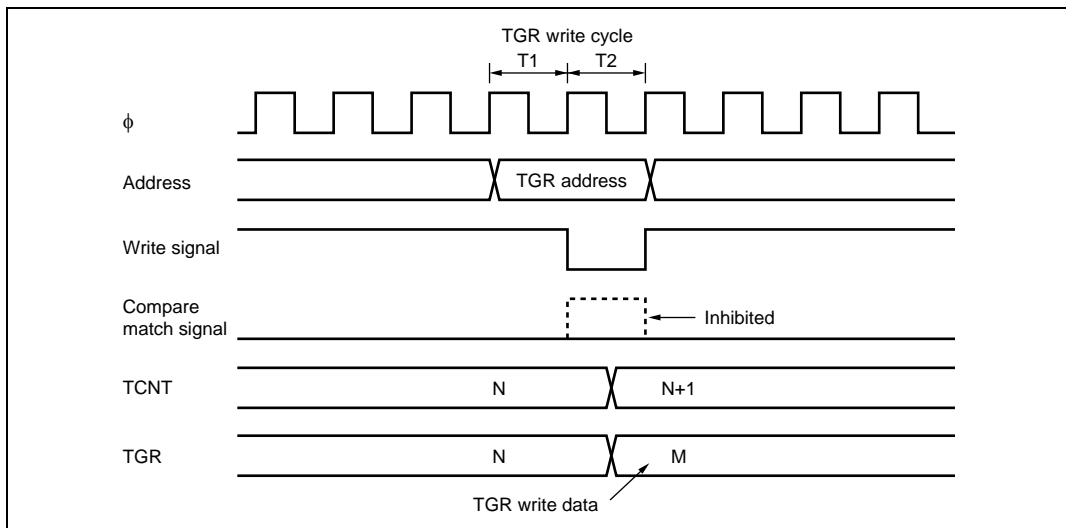 TGR write cycle
T1 T2
ϕ
Address TGR address
Write signal
Compare
match signal Inhibited
TCNT N N+1
TGR N M
TGR write data